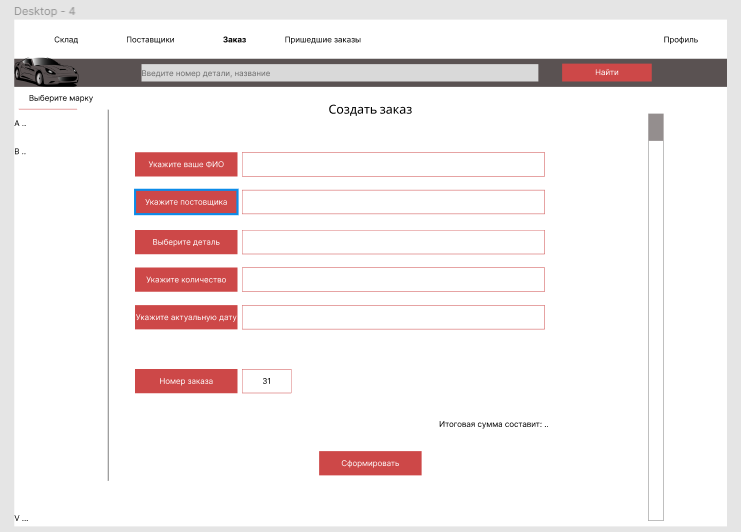 Desktop - 4
Склад Поставщики Заказ Пришедшие заказы Профиль
Введите номер детали, название Найти
Выберите марку
Создать заказ
A ..
B ..
Укажите ваше ФИО
Укажите постовщика
Выберите деталь
Укажите количество
Укажите актуальную дату
Номер заказа 31
Итоговая сумма составит: ..
Сформировать
V ...